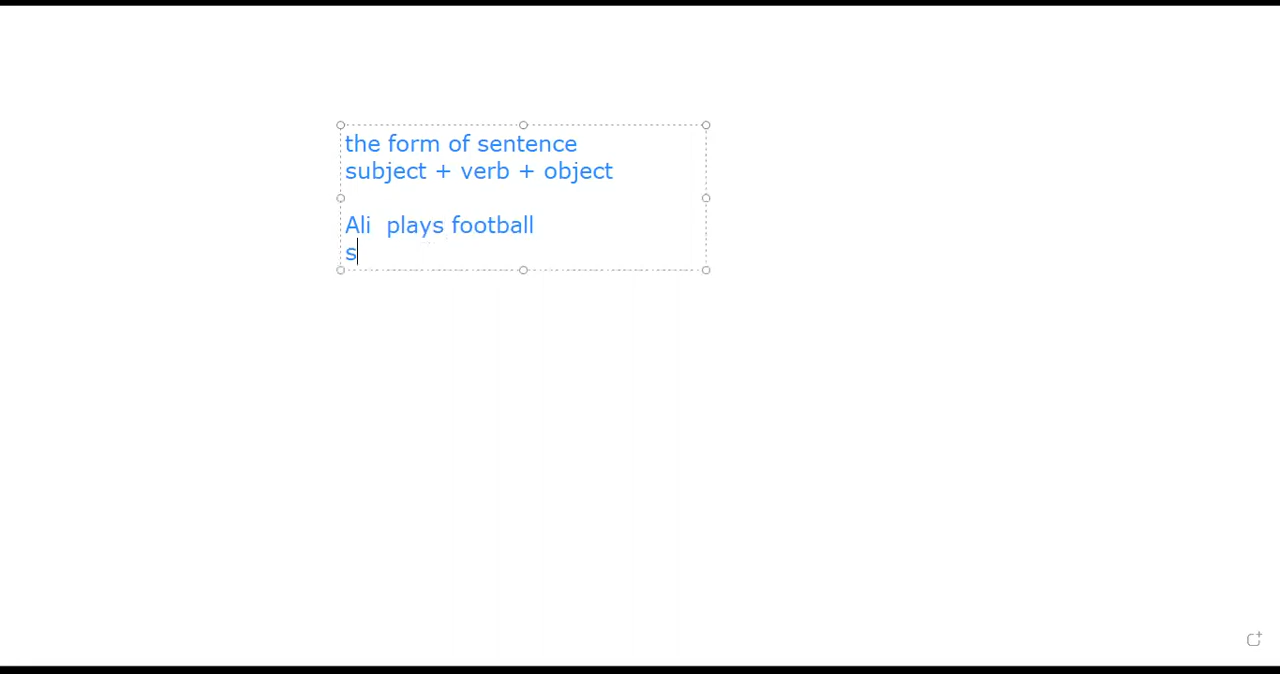 the form of sentence
subject + verb + object
Ali  plays football
s